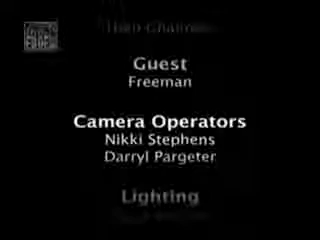 Guest
Freeman
Camera Operators
Nikki Stephens
Darryl Pargeter
Lighting